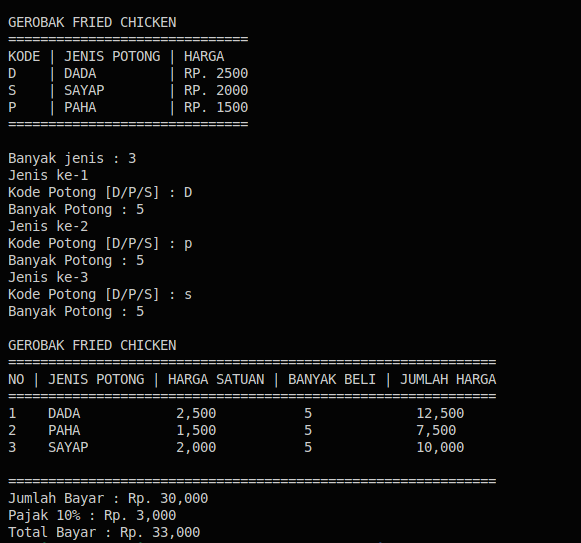 GEROBAK FRIED CHICKEN
==============================
KODE | JENIS POTONG | HARGA
D    | DADA         | RP. 2500
S    | SAYAP        | RP. 2000
P    | PAHA         | RP. 1500
==============================
Banyak jenis : 3
Jenis ke-1
Kode Potong [D/P/S] : D
Banyak Potong : 5
Jenis ke-2
Kode Potong [D/P/S] : p
Banyak Potong : 5
Jenis ke-3
Kode Potong [D/P/S] : s
Banyak Potong : 5
GEROBAK FRIED CHICKEN
=============================================================
NO | JENIS POTONG | HARGA SATUAN | BANYAK BELI | JUMLAH HARGA
=============================================================
1    DADA            2,500           5             12,500
2    PAHA            1,500           5             7,500
3    SAYAP           2,000           5             10,000
=============================================================
Jumlah Bayar : Rp. 30,000
Pajak 10% : Rp. 3,000
Total Bayar : Rp. 33,000